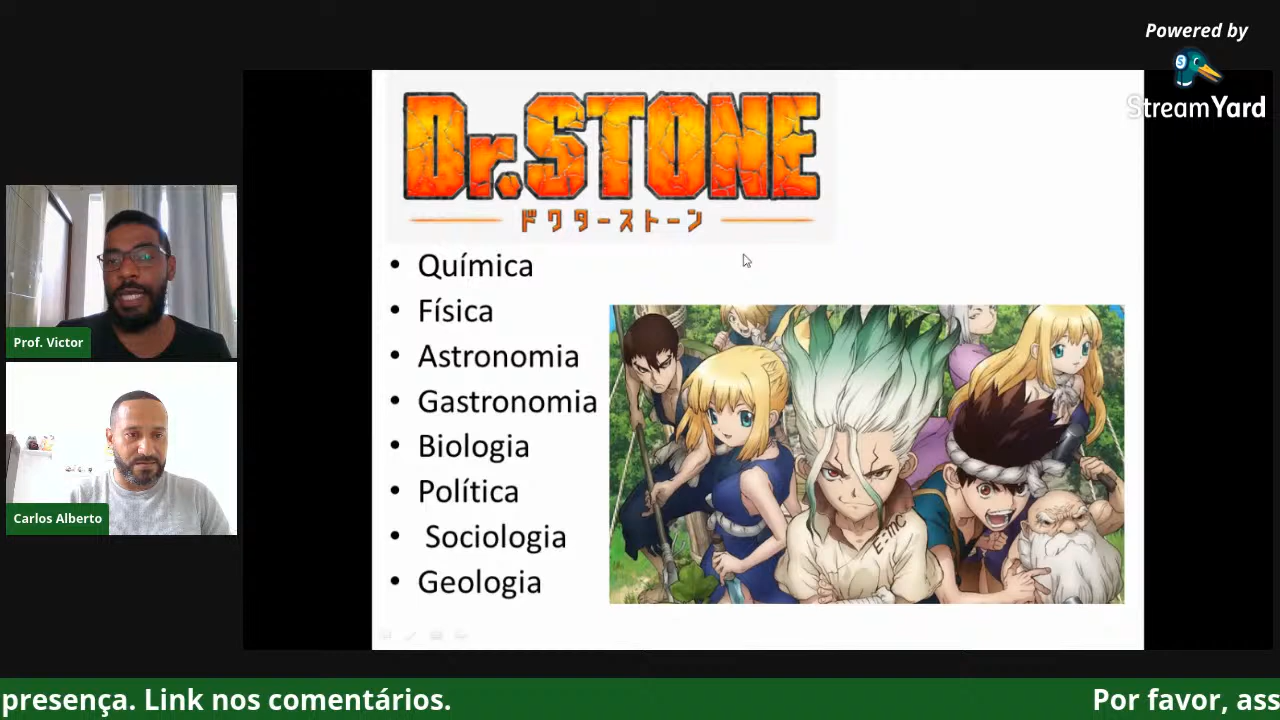 Powered by
StreamYard
Dr.STONE
ドクターストーン
• Química
• Física
• Astronomia
• Gastronomia
• Biologia
• Política
• Sociologia
• Geologia
E=mc
Prof. Victor
Carlos Alberto
presença. Link nos comentários.
Por favor, ass